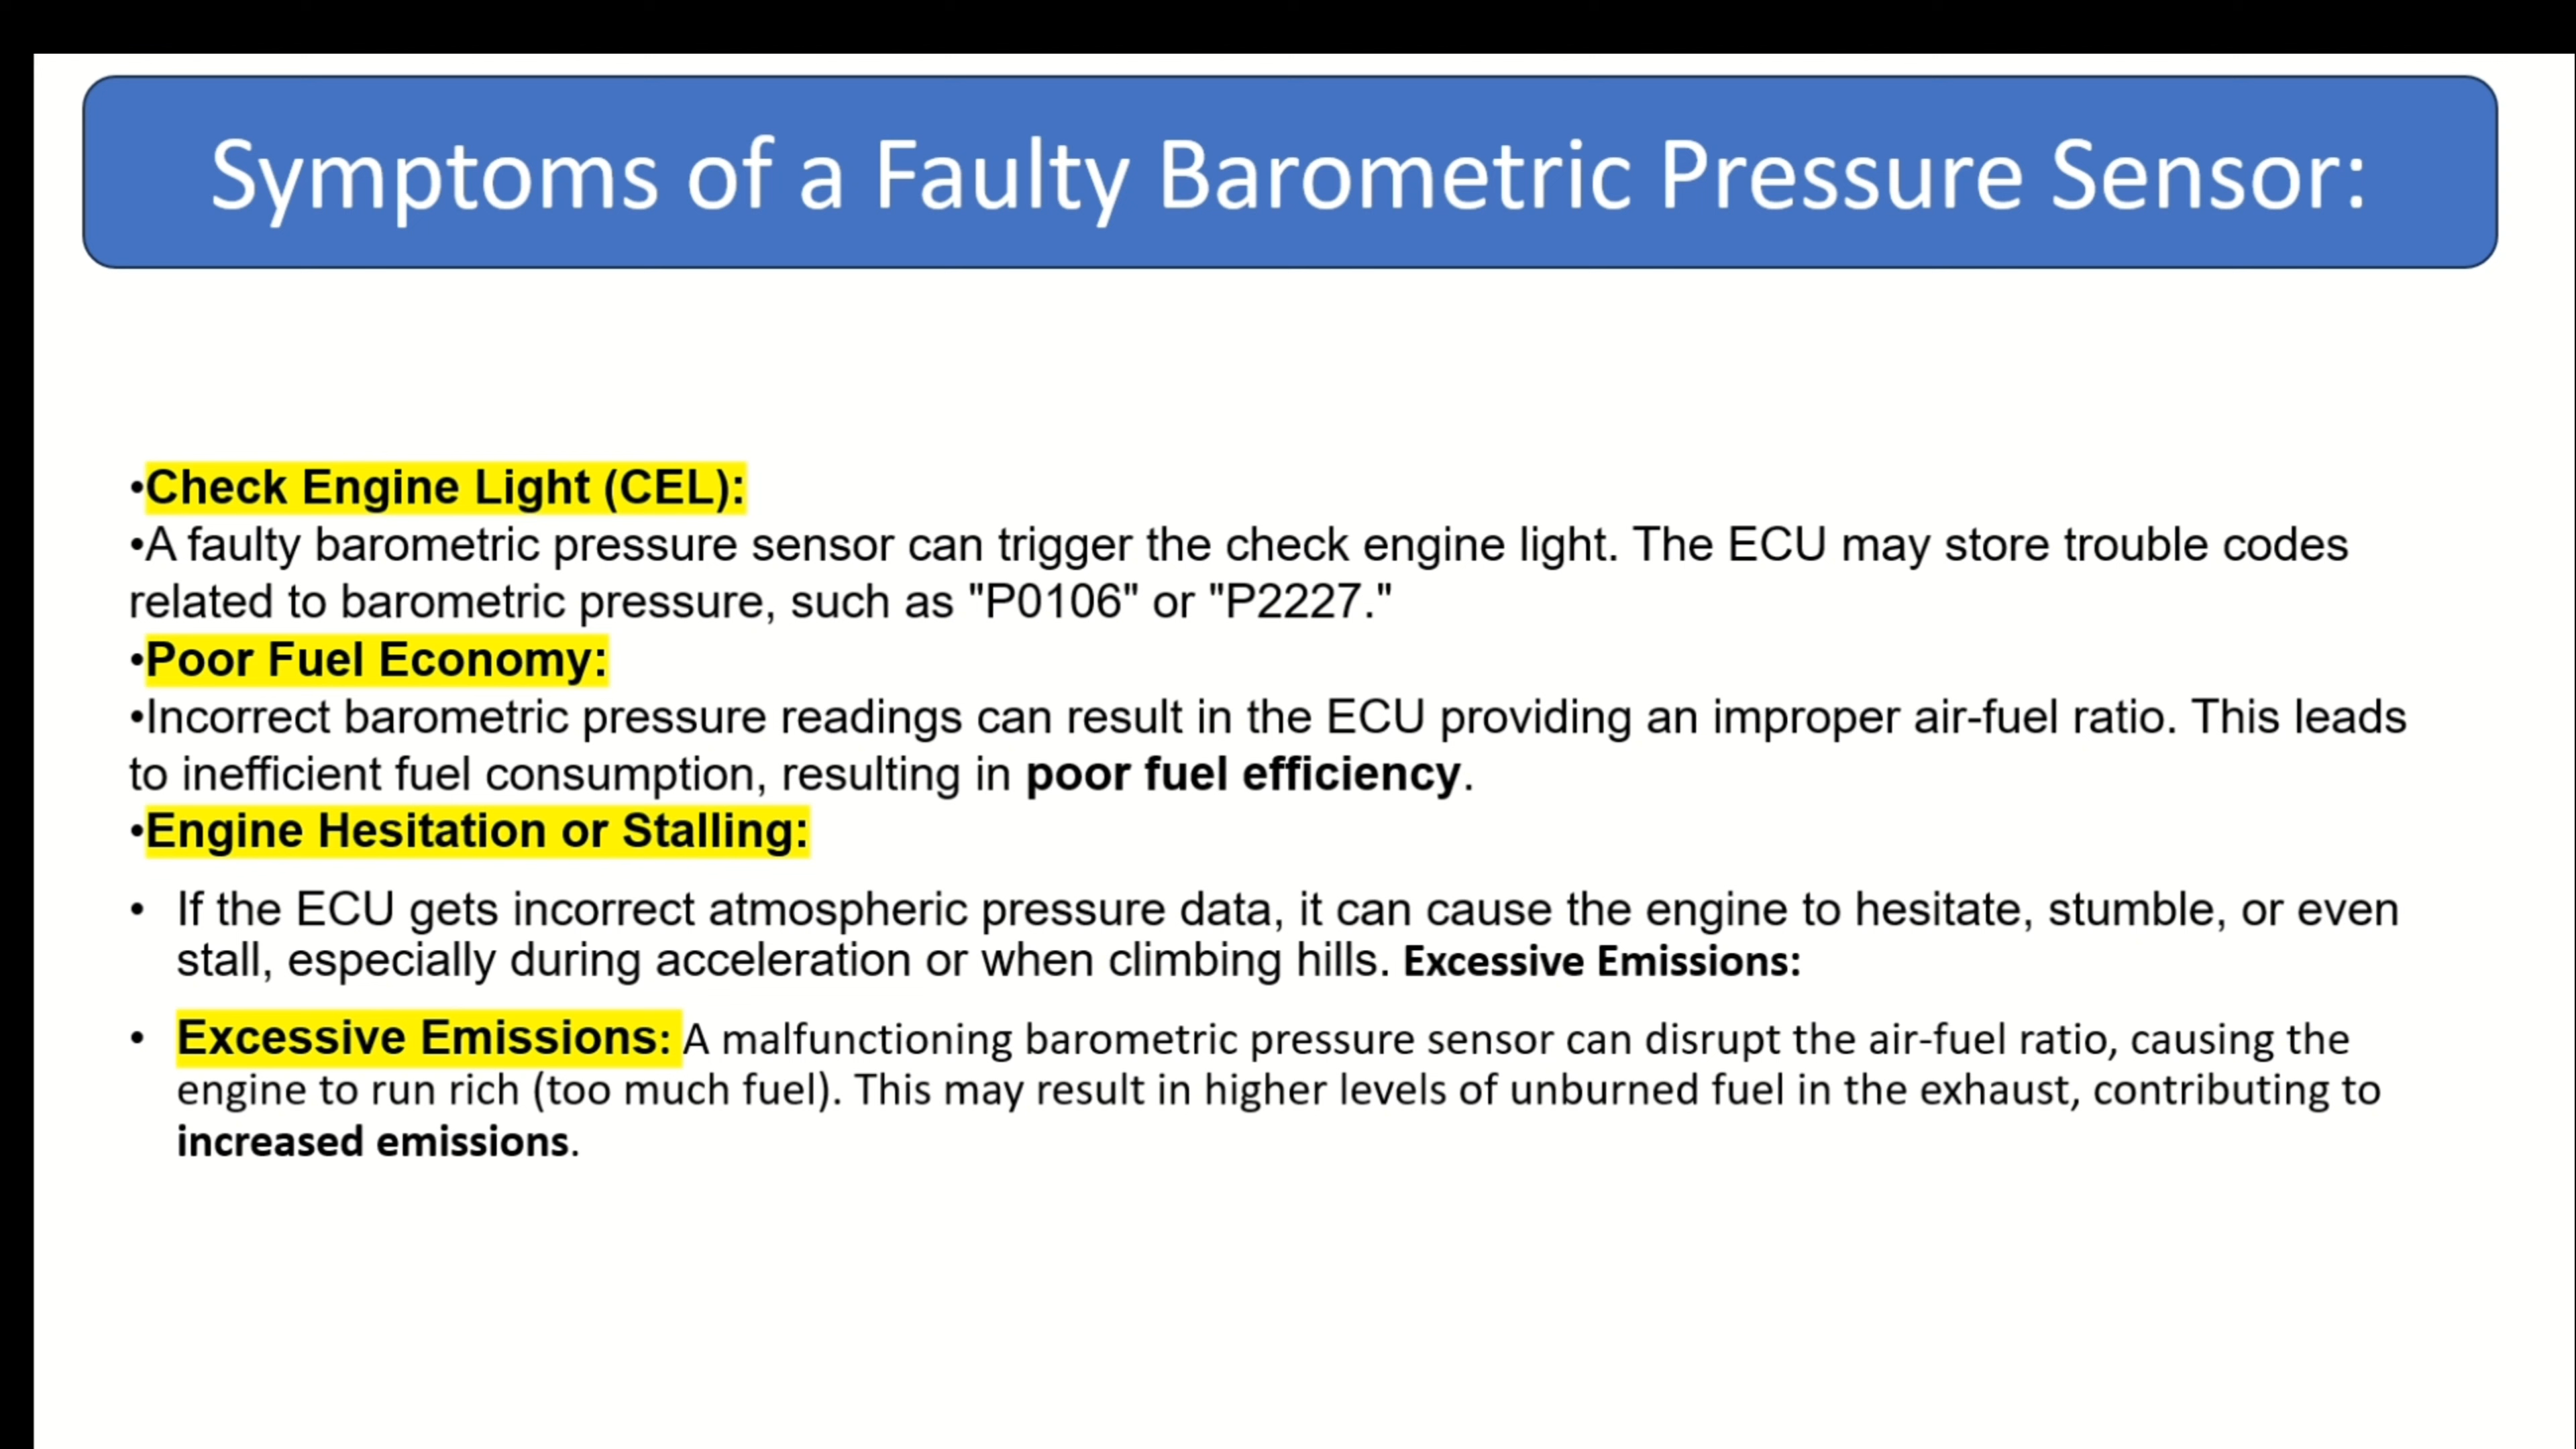 Symptoms of a Faulty Barometric Pressure Sensor:
•Check Engine Light (CEL):
•A faulty barometric pressure sensor can trigger the check engine light. The ECU may store trouble codes
related to barometric pressure, such as "P0106" or "P2227."
•Poor Fuel Economy:
•Incorrect barometric pressure readings can result in the ECU providing an improper air-fuel ratio. This leads
to inefficient fuel consumption, resulting in poor fuel efficiency.
•Engine Hesitation or Stalling:
• If the ECU gets incorrect atmospheric pressure data, it can cause the engine to hesitate, stumble, or even
stall, especially during acceleration or when climbing hills. Excessive Emissions:
• Excessive Emissions: A malfunctioning barometric pressure sensor can disrupt the air-fuel ratio, causing the
engine to run rich (too much fuel). This may result in higher levels of unburned fuel in the exhaust, contributing to
increased emissions.